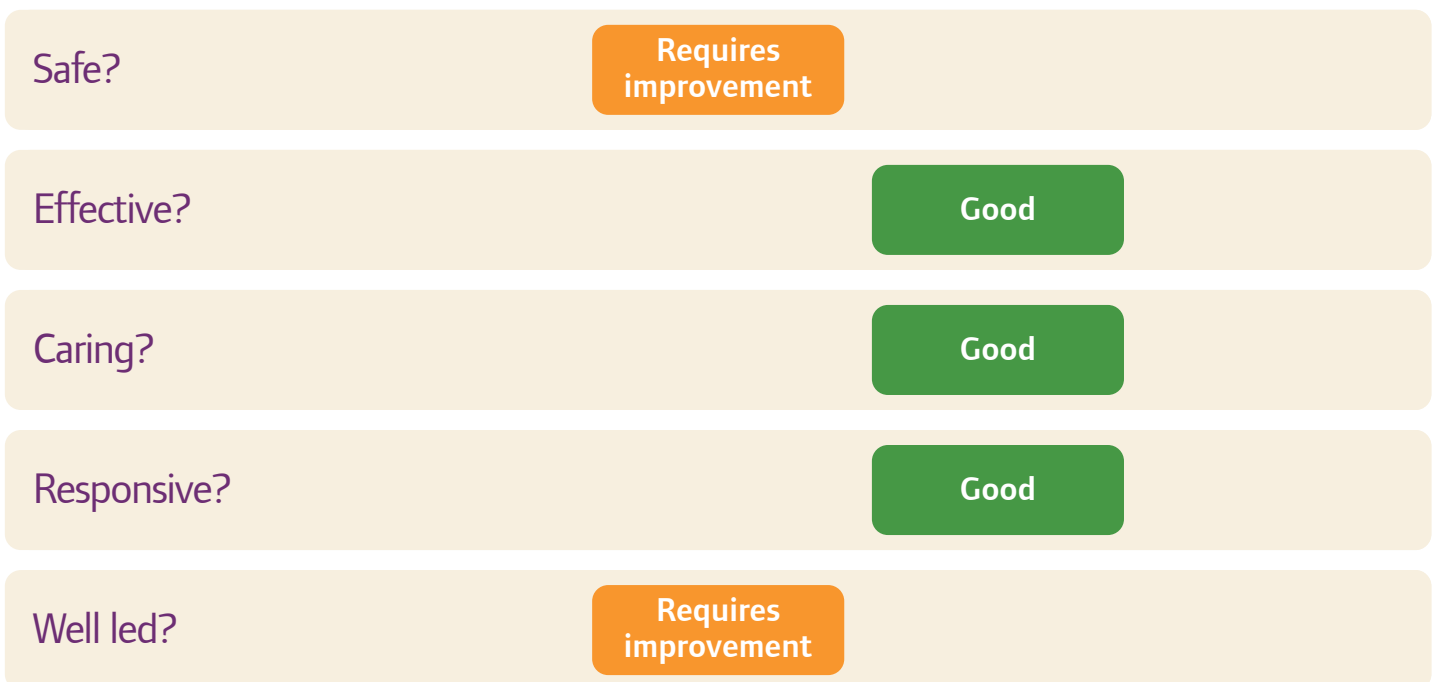 Safe?
Requires
improvement
Effective?
Good
Caring?
Good
Responsive?
Good
Well led?
Requires
improvement